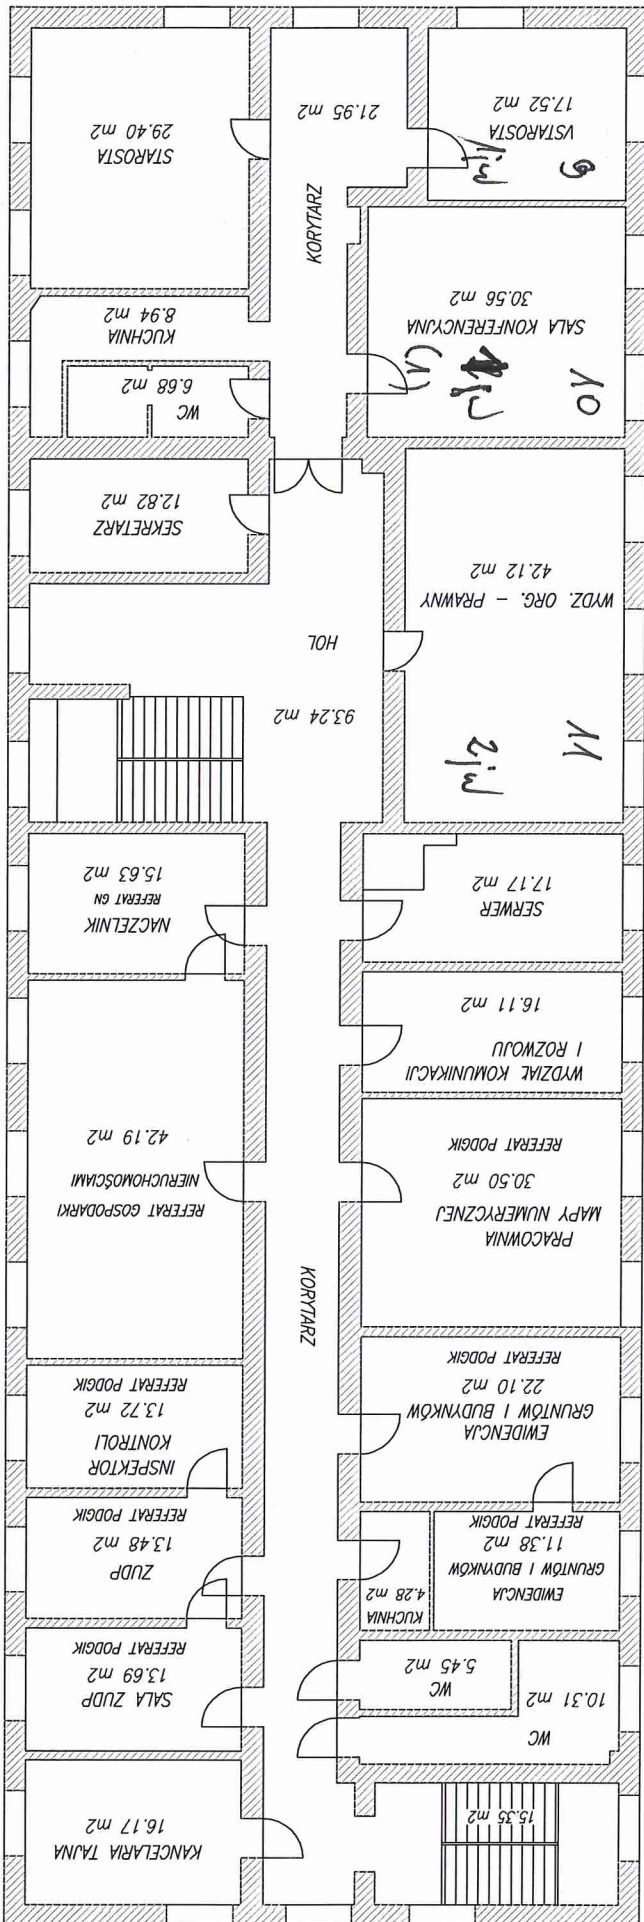 15.35 m2
KANCELARIA TAJNA
16.17 m2
WC
10.31 m2
WC
5.45 m2
SALA ZUDP
13.69 m2
REFERAT PODGIK
EWIDENCJA
GRUNTÓW I BUDYNKÓW
11.38 m2
REFERAT PODGIK
KUCHNIA
4.28 m2
ZUDP
13.48 m2
REFERAT PODGIK
EWIDENCJA
GRUNTÓW I BUDYNKÓW
22.10 m2
REFERAT PODGIK
INSPEKTOR
KONTROLI
13.72 m2
REFERAT PODGIK
KORYTARZ
PRACOWNIA
MAPY NUMERYCZNEJ
30.50 m2
REFERAT PODGIK
REFERAT GOSPODARKI
NIERUCHOMOŚCIAMI
42.19 m2
WYDZIAŁ KOMUNIKACJI
I ROZWOJU
16.11 m2
SERWER
17.17 m2
NACZELNIK
REFERAT GN
15.63 m2
11
WYDZ. ORG. – PRAWNY
42.12 m2
93.24 m2
HOL
SEKRETARZ
12.82 m2
10
(1)
SALA KONFERENCYJNA
30.56 m2
WC
6.68 m2
KUCHNIA
8.94 m2
KORYTARZ
21.95 m2
9
VSTAROSTA
17.52 m2
STAROSTA
29.40 m2